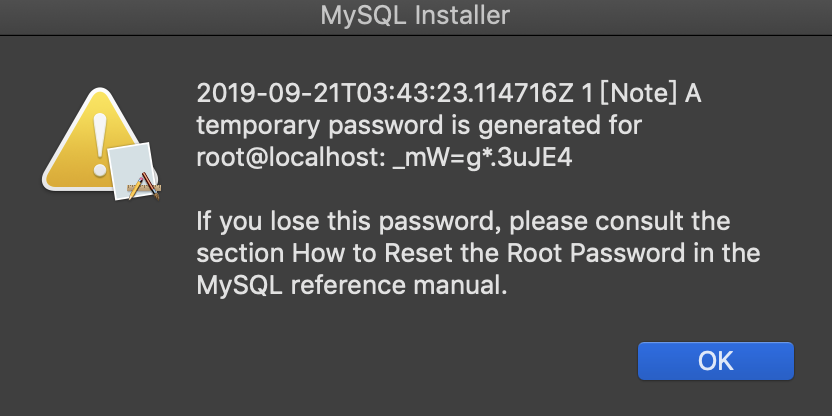 MySQL Installer
2019-09-21T03:43:23.114716Z 1 [Note] A
temporary password is generated for
root@localhost: _mW=g*.3uJE4
If you lose this password, please consult the
section How to Reset the Root Password in the
MySQL reference manual.
OK